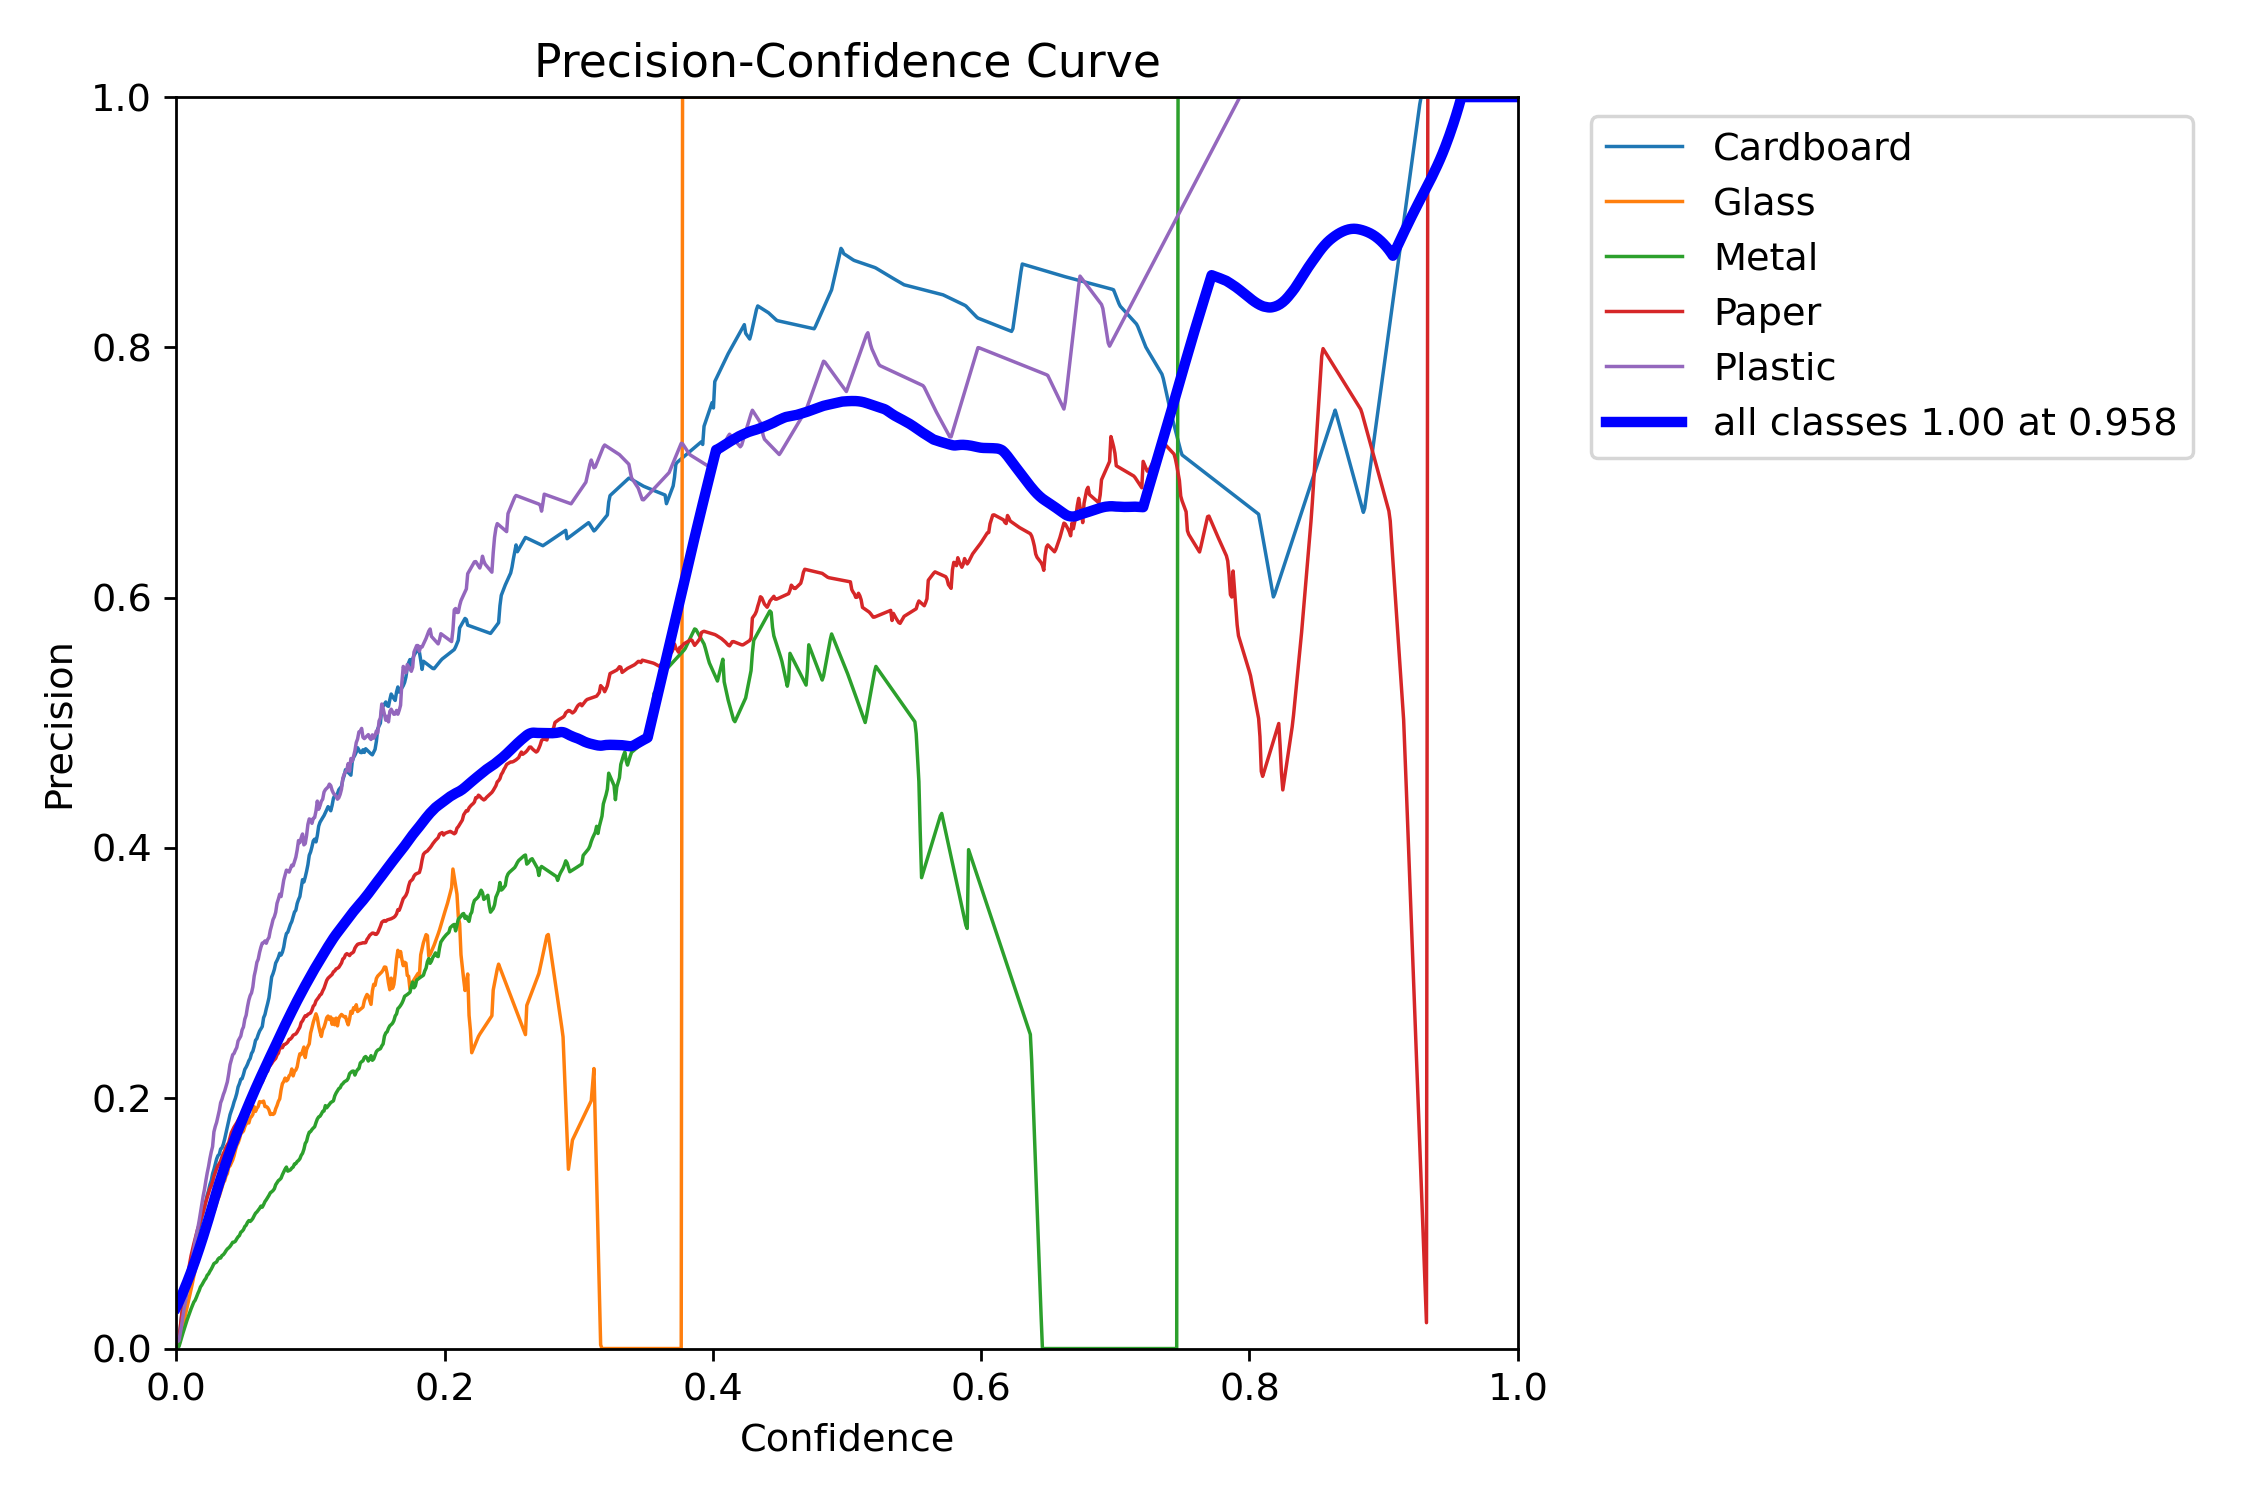 Precision-Confidence Curve
1.0
0.8
0.6
0.4
0.2
0.0
Precision
0.0 0.2 0.4 0.6 0.8 1.0
Confidence
Cardboard
Glass
Metal
Paper
Plastic
all classes 1.00 at 0.958